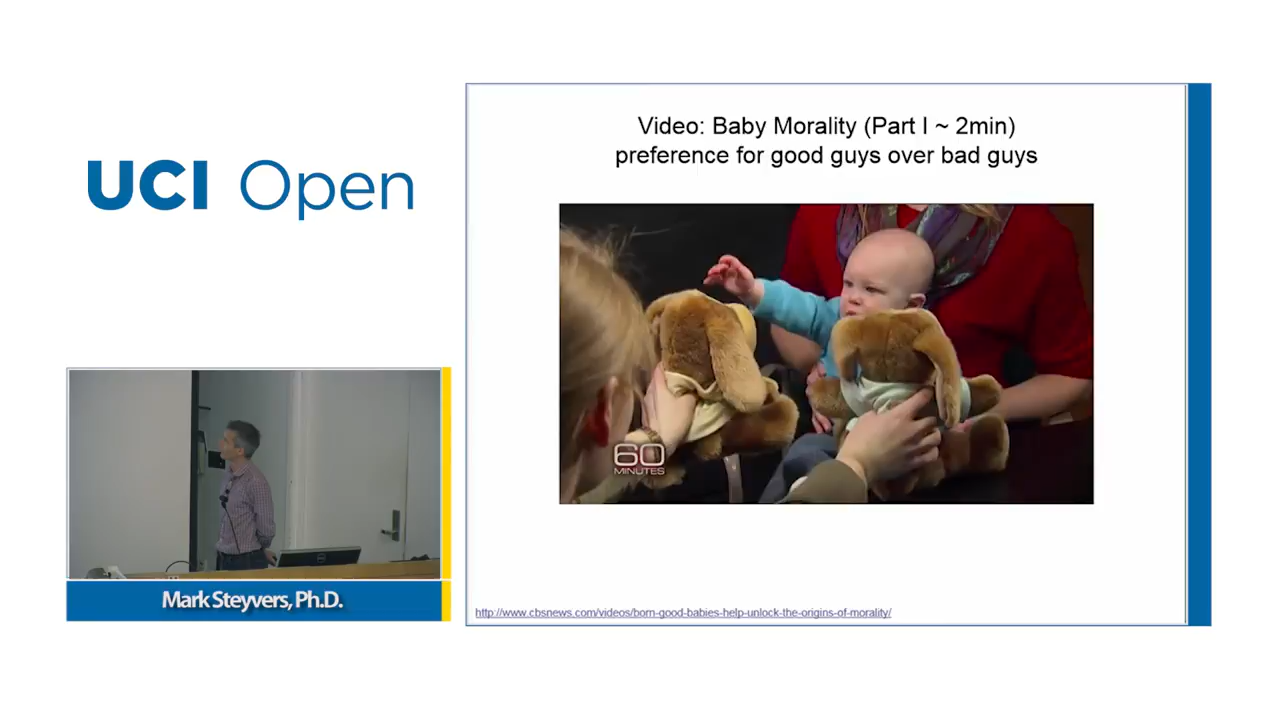 UCI Open
Video: Baby Morality (Part I ~ 2min)
preference for good guys over bad guys
60
MINUTES
Mark Steyvers, Ph.D.
http://www.cbsnews.com/videos/born-good-babies-help-unlock-the-origins-of-morality/